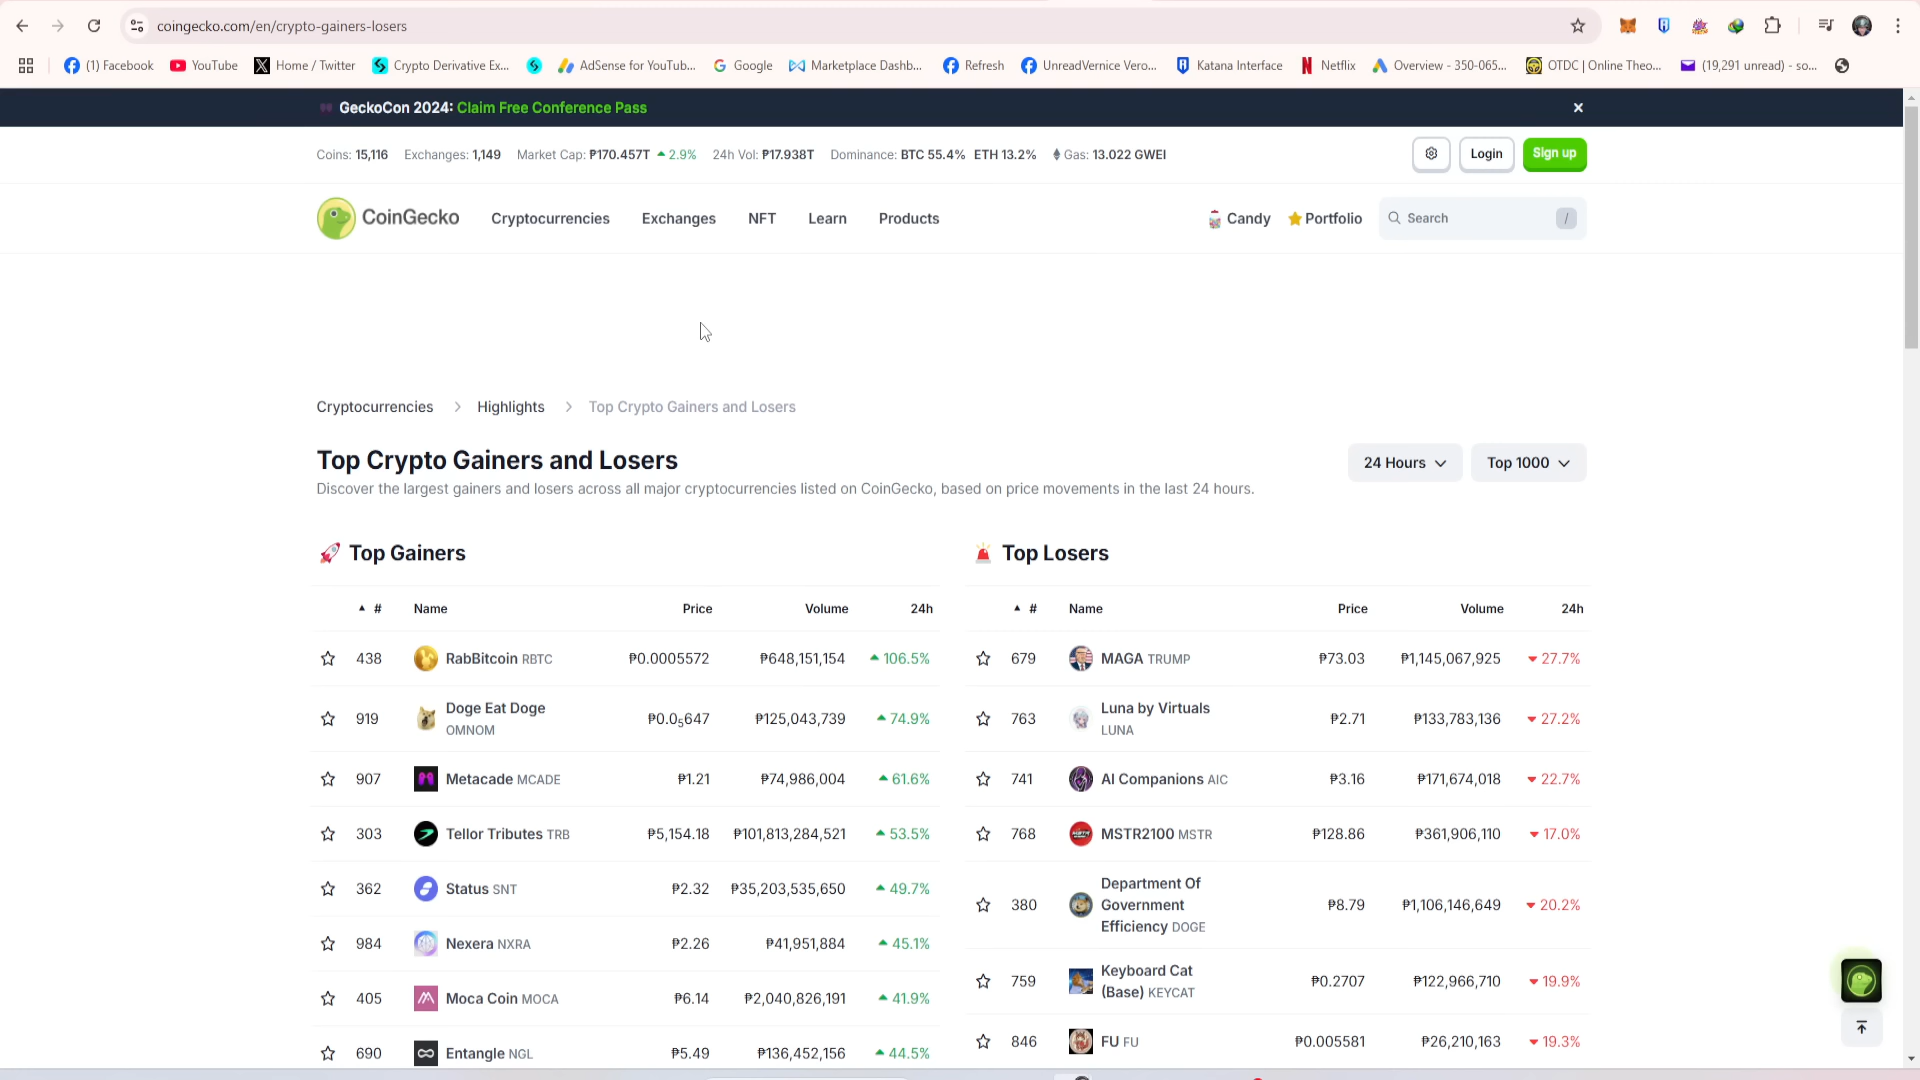 coingecko.com/en/crypto-gainers-losers
(1) Facebook YouTube Home / Twitter Crypto Derivative Ex... AdSense for YouTub... Google Marketplace Dashb... Refresh UnreadVernice Vero... Katana Interface Netflix Overview - 350-065... OTDC | Online Theo... (19,291 unread) - so...
GeckoCon 2024: Claim Free Conference Pass
Coins: 15,116 Exchanges: 1,149 Market Cap: ₱170.457T 2.9% 24h Vol: ₱17.938T Dominance: BTC 55.4% ETH 13.2% Gas: 13.022 GWEI Login Sign up
CoinGecko Cryptocurrencies Exchanges NFT Learn Products Candy Portfolio Search /
Cryptocurrencies > Highlights > Top Crypto Gainers and Losers
Top Crypto Gainers and Losers 24 Hours Top 1000
Discover the largest gainers and losers across all major cryptocurrencies listed on CoinGecko, based on price movements in the last 24 hours.
Top Gainers
# Name Price Volume 24h
438 RabBitcoin RBTC ₱0.0005572 ₱648,151,154 106.5%
919 Doge Eat Doge OMNOM ₱0.0₅647 ₱125,043,739 74.9%
907 Metacade MCADE ₱1.21 ₱74,986,004 61.6%
303 Tellor Tributes TRB ₱5,154.18 ₱101,813,284,521 53.5%
362 Status SNT ₱2.32 ₱35,203,535,650 49.7%
984 Nexera NXRA ₱2.26 ₱41,951,884 45.1%
405 Moca Coin MOCA ₱6.14 ₱2,040,826,191 41.9%
690 Entangle NGL ₱5.49 ₱136,452,156 44.5%
Top Losers
# Name Price Volume 24h
679 MAGA TRUMP ₱73.03 ₱1,145,067,925 27.7%
763 Luna by Virtuals LUNA ₱2.71 ₱133,783,136 27.2%
741 AI Companions AIC ₱3.16 ₱171,674,018 22.7%
768 MSTR2100 MSTR ₱128.86 ₱361,906,110 17.0%
380 Department Of Government Efficiency DOGE ₱8.79 ₱1,106,146,649 20.2%
759 Keyboard Cat (Base) KEYCAT ₱0.2707 ₱122,966,710 19.9%
846 FU FU ₱0.005581 ₱26,210,163 19.3%